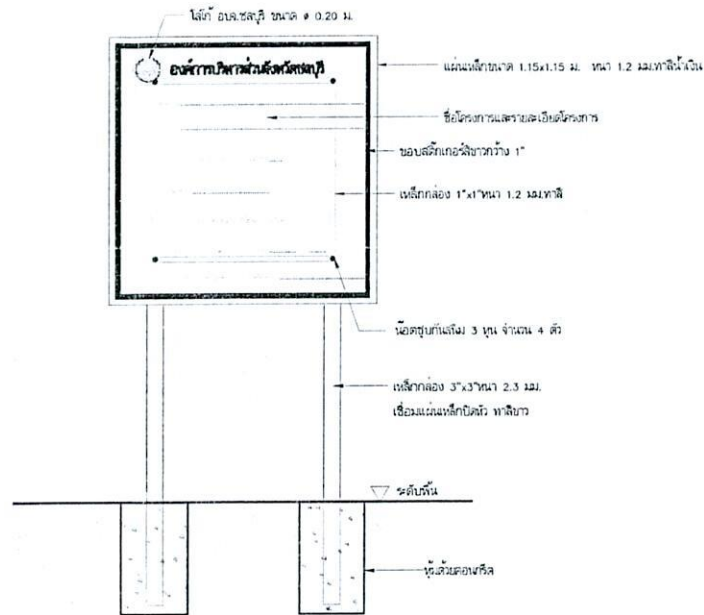 โลโก้ อบจ.ชลบุรี ขนาด ø 0.20 ม.
องค์การบริหารส่วนจังหวัดชลบุรี
แผ่นเหล็กขนาด 1.15x1.15 ม. หนา 1.2 มม.ทาสีน้ำเงิน
ชื่อโครงการและรายละเอียดโครงการ
ขอบสติ๊กเกอร์สีขาวกว้าง 1"
เหล็กกล่อง 1"x1"หนา 1.2 มม.ทาสี
น๊อตชุบกันสนิม 3 หุน จำนวน 4 ตัว
เหล็กกล่อง 3"x3"หนา 2.3 มม.
เชื่อมแผ่นเหล็กปิดหัว ทาสีขาว
ระดับพื้น
หุ้มด้วยคอนกรีต